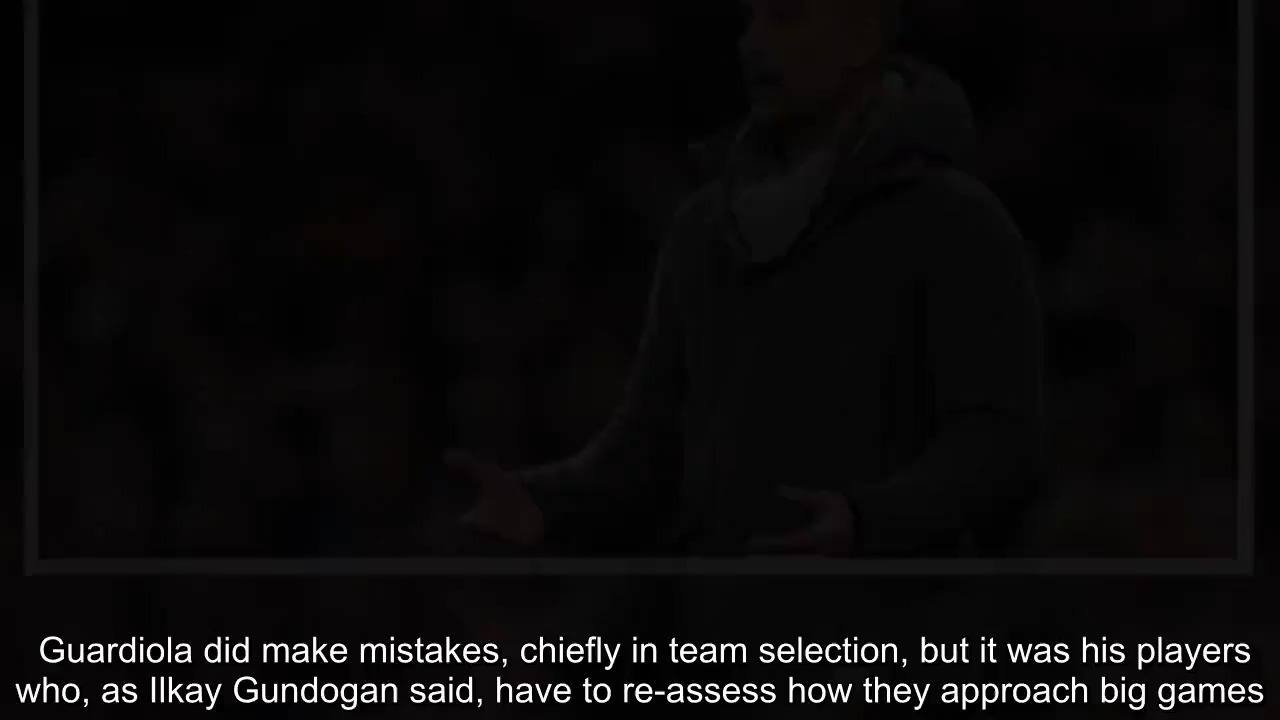 Guardiola did make mistakes, chiefly in team selection, but it was his players
who, as Ilkay Gundogan said, have to re-assess how they approach big games